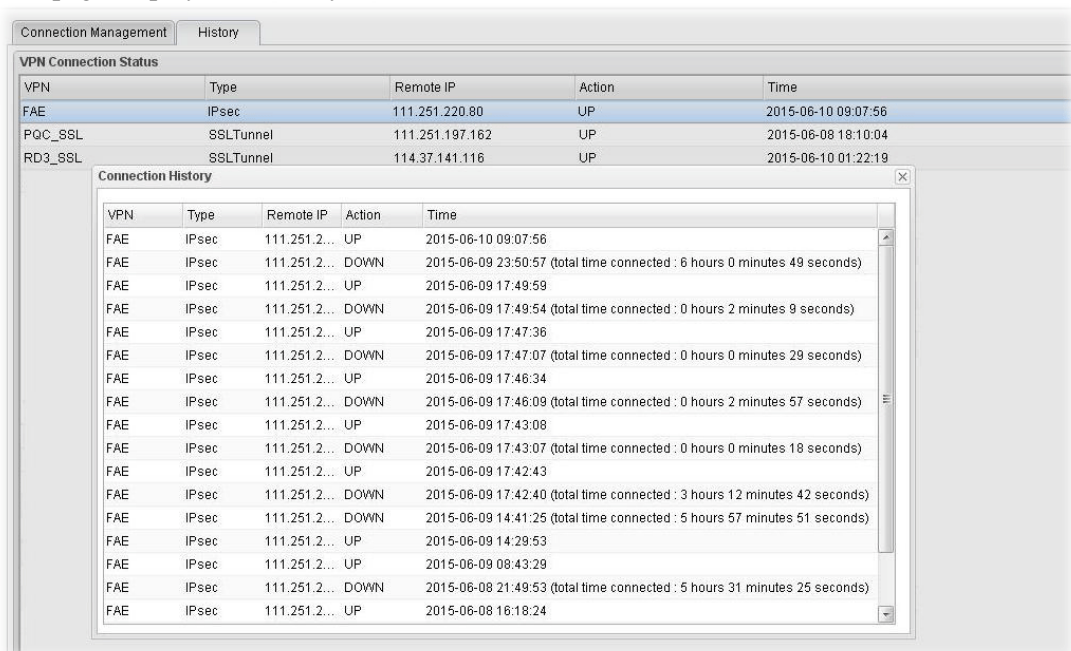 Connection Management History
VPN Connection Status
VPN Type Remote IP Action Time
FAE IPsec 111.251.220.80 UP 2015-06-10 09:07:56
PQC_SSL SSLTunnel 111.251.197.162 UP 2015-06-08 18:10:04
RD3_SSL SSLTunnel 114.37.141.116 UP 2015-06-10 01:22:19
Connection History
VPN Type Remote IP Action Time
FAE IPsec 111.251.2... UP 2015-06-10 09:07:56
FAE IPsec 111.251.2... DOWN 2015-06-09 23:50:57 (total time connected : 6 hours 0 minutes 49 seconds)
FAE IPsec 111.251.2... UP 2015-06-09 17:49:59
FAE IPsec 111.251.2... DOWN 2015-06-09 17:49:54 (total time connected : 0 hours 2 minutes 9 seconds)
FAE IPsec 111.251.2... UP 2015-06-09 17:47:36
FAE IPsec 111.251.2... DOWN 2015-06-09 17:47:07 (total time connected : 0 hours 0 minutes 29 seconds)
FAE IPsec 111.251.2... UP 2015-06-09 17:46:34
FAE IPsec 111.251.2... DOWN 2015-06-09 17:46:09 (total time connected : 0 hours 2 minutes 57 seconds)
FAE IPsec 111.251.2... UP 2015-06-09 17:43:08
FAE IPsec 111.251.2... DOWN 2015-06-09 17:43:07 (total time connected : 0 hours 0 minutes 18 seconds)
FAE IPsec 111.251.2... UP 2015-06-09 17:42:43
FAE IPsec 111.251.2... DOWN 2015-06-09 17:42:40 (total time connected : 3 hours 12 minutes 42 seconds)
FAE IPsec 111.251.2... DOWN 2015-06-09 14:41:25 (total time connected : 5 hours 57 minutes 51 seconds)
FAE IPsec 111.251.2... UP 2015-06-09 14:29:53
FAE IPsec 111.251.2... UP 2015-06-09 08:43:29
FAE IPsec 111.251.2... DOWN 2015-06-08 21:49:53 (total time connected : 5 hours 31 minutes 25 seconds)
FAE IPsec 111.251.2... UP 2015-06-08 16:18:24